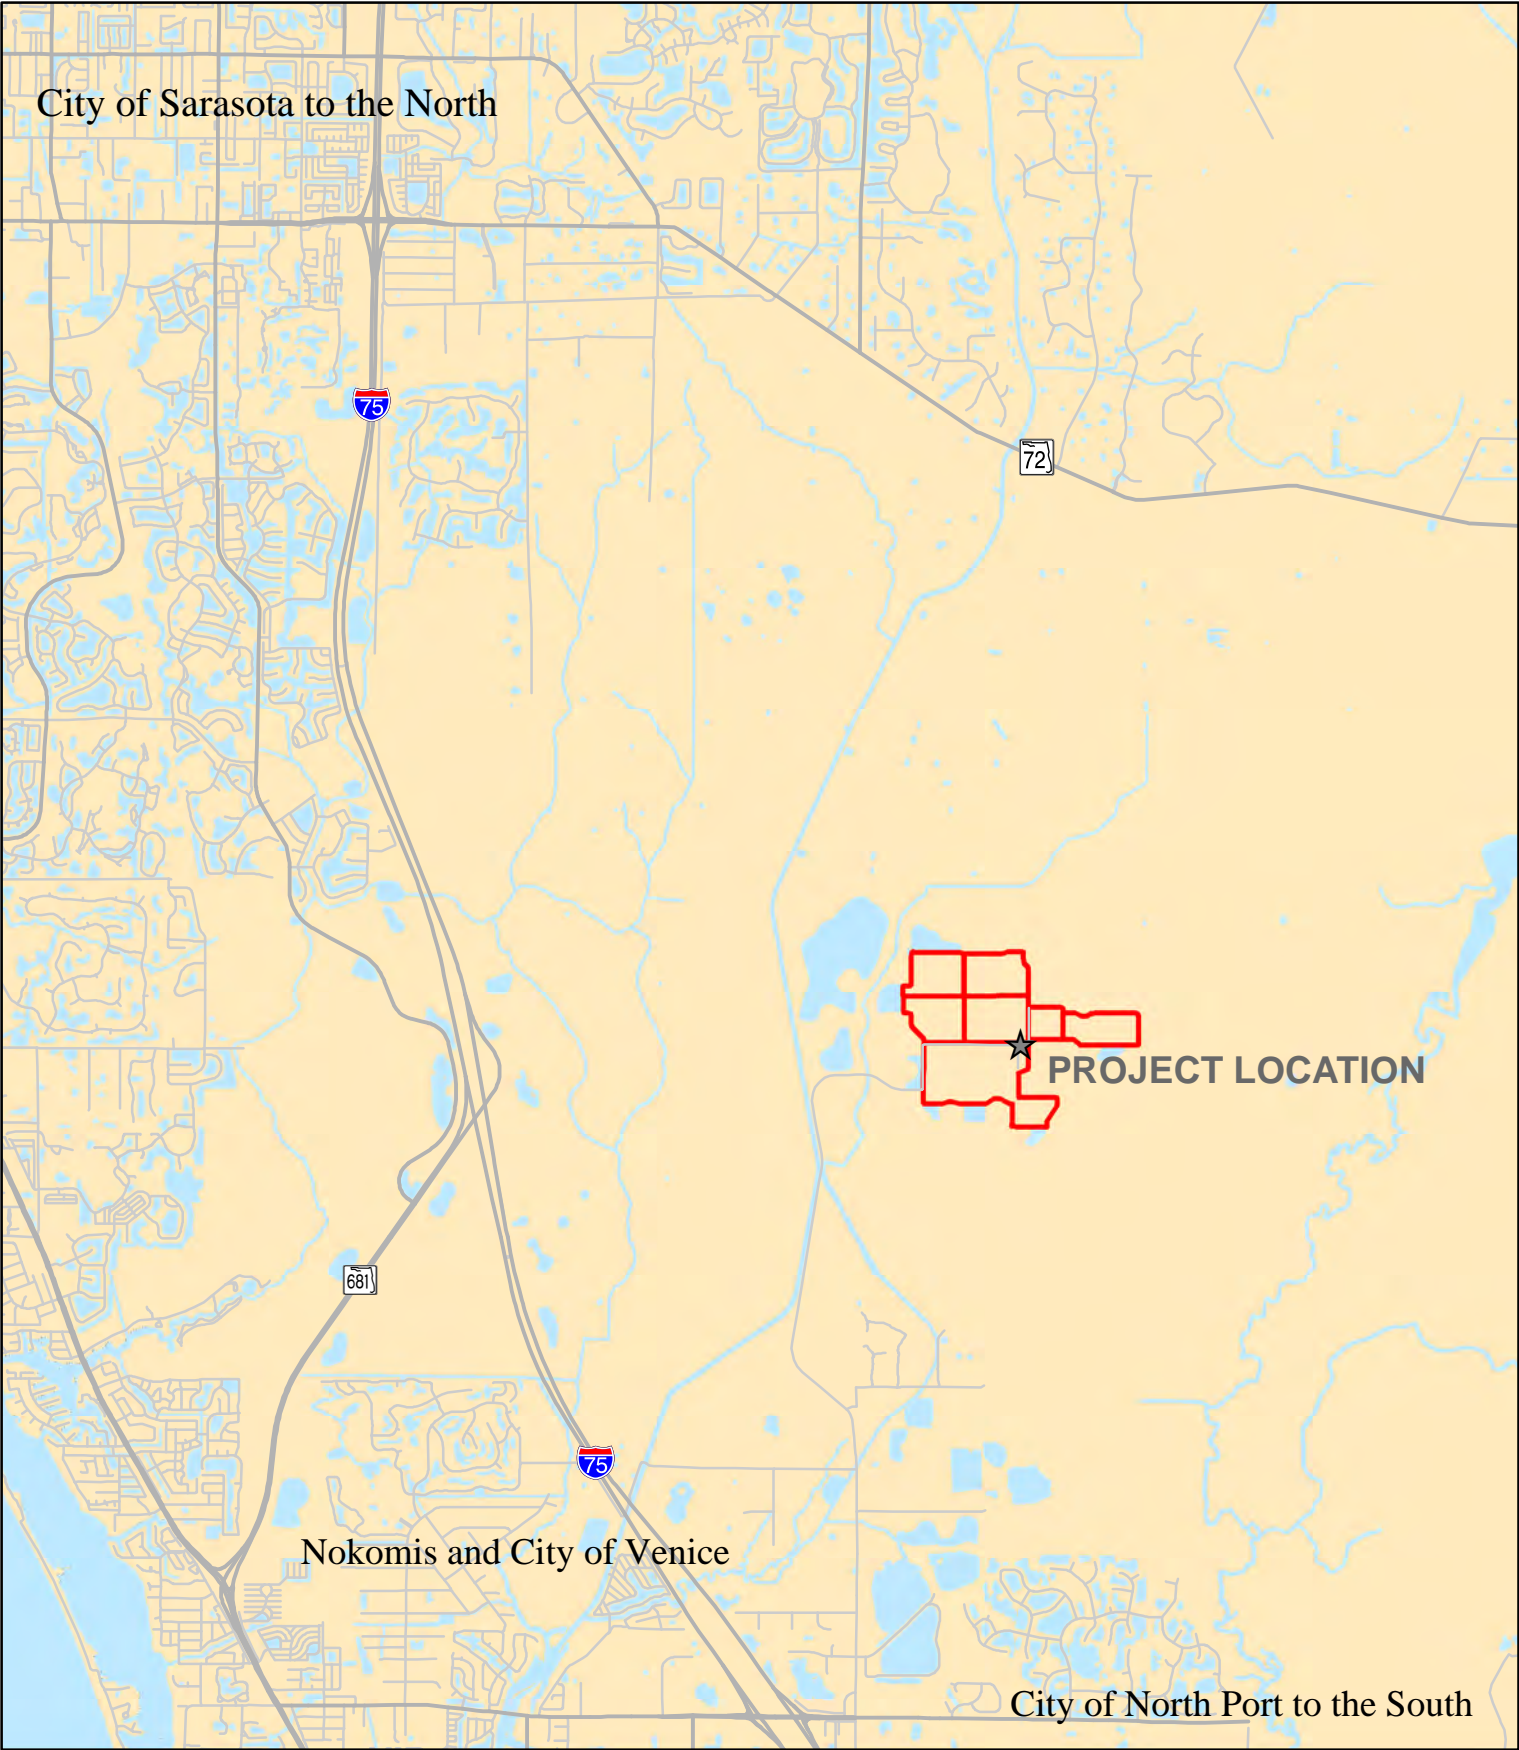 City of Sarasota to the North
75
72
PROJECT LOCATION
681
75
Nokomis and City of Venice
City of North Port to the South